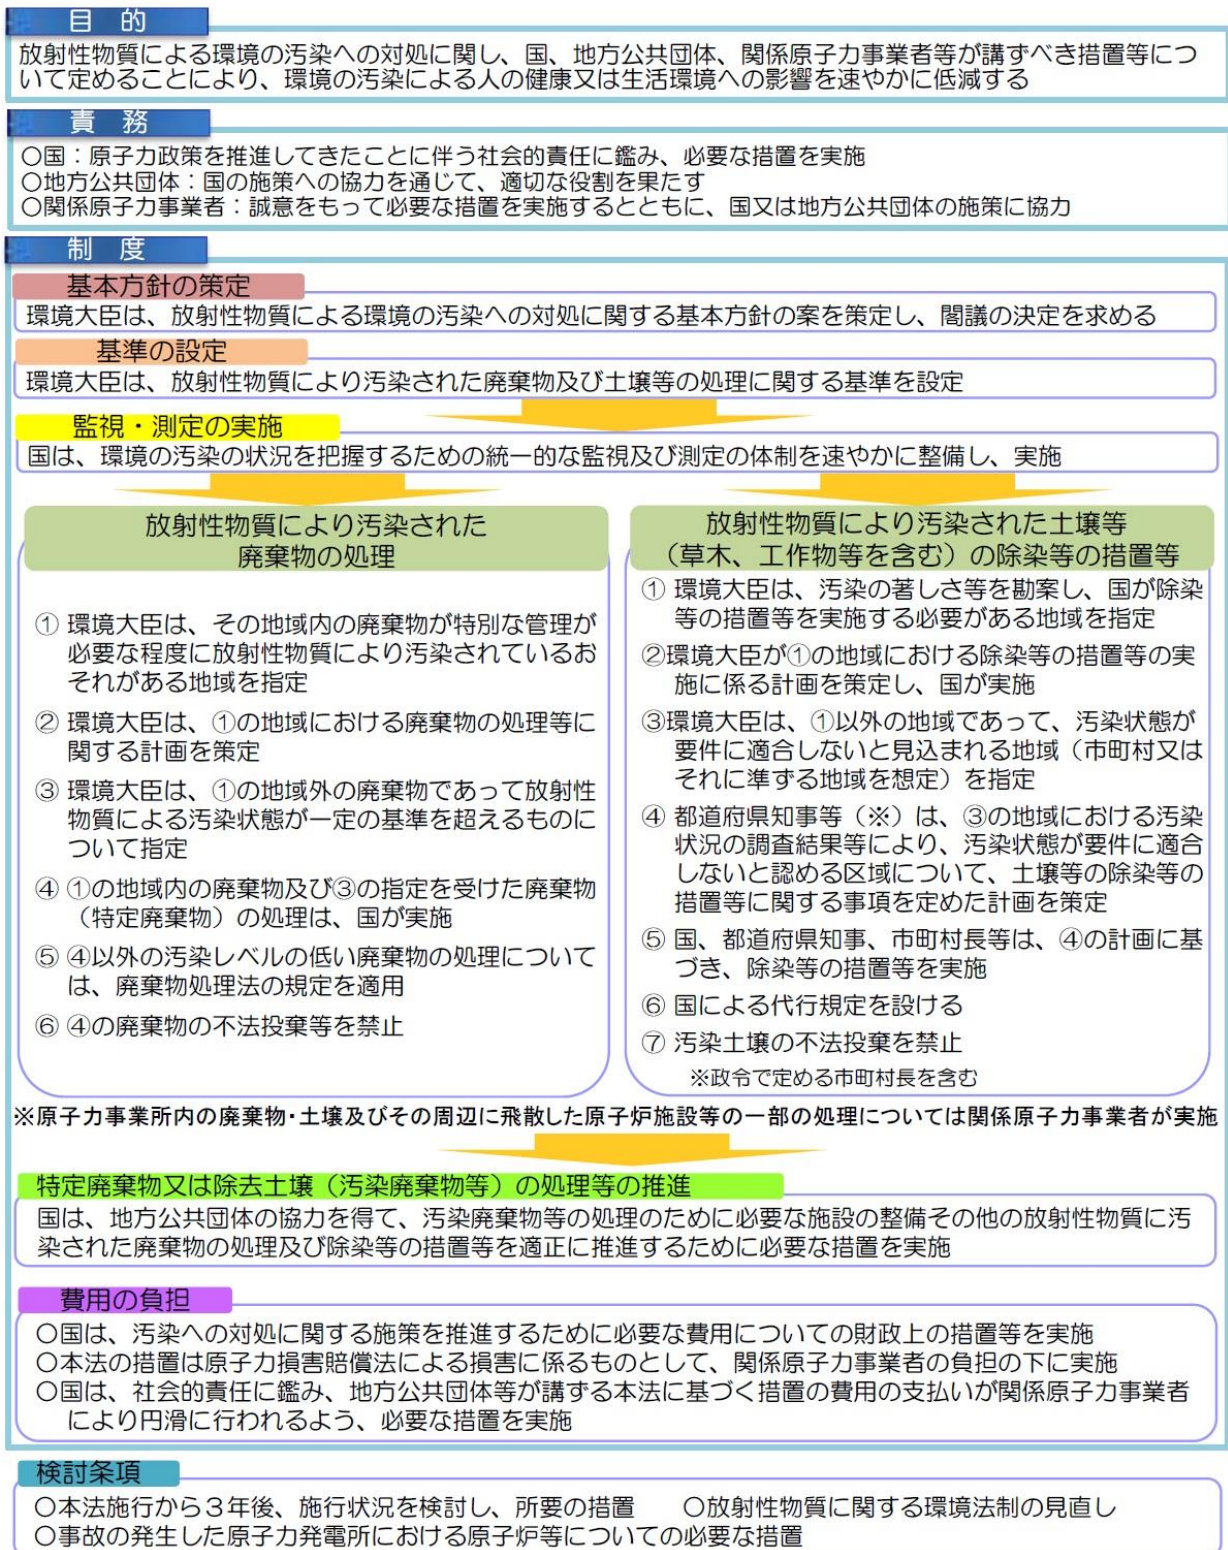 目　的
放射性物質による環境の汚染への対処に関し、国、地方公共団体、関係原子力事業者等が講ずべき措置等につ
いて定めることにより、環境の汚染による人の健康又は生活環境への影響を速やかに低減する
責　務
○国：原子力政策を推進してきたことに伴う社会的責任に鑑み、必要な措置を実施
○地方公共団体：国の施策への協力を通じて、適切な役割を果たす
○関係原子力事業者：誠意をもって必要な措置を実施するとともに、国又は地方公共団体の施策に協力
制　度
基本方針の策定
環境大臣は、放射性物質による環境の汚染への対処に関する基本方針の案を策定し、閣議の決定を求める
基準の設定
環境大臣は、放射性物質により汚染された廃棄物及び土壌等の処理に関する基準を設定
監視・測定の実施
国は、環境の汚染の状況を把握するための統一的な監視及び測定の体制を速やかに整備し、実施
放射性物質により汚染された
廃棄物の処理
① 環境大臣は、その地域内の廃棄物が特別な管理が
必要な程度に放射性物質により汚染されているお
それがある地域を指定
② 環境大臣は、①の地域における廃棄物の処理等に
関する計画を策定
③ 環境大臣は、①の地域外の廃棄物であって放射性
物質による汚染状態が一定の基準を超えるものに
ついて指定
④ ①の地域内の廃棄物及び③の指定を受けた廃棄物
（特定廃棄物）の処理は、国が実施
⑤ ④以外の汚染レベルの低い廃棄物の処理について
は、廃棄物処理法の規定を適用
⑥ ④の廃棄物の不法投棄等を禁止
放射性物質により汚染された土壌等
（草木、工作物等を含む）の除染等の措置等
① 環境大臣は、汚染の著しさ等を勘案し、国が除染
等の措置等を実施する必要がある地域を指定
②環境大臣が①の地域における除染等の措置等の実
施に係る計画を策定し、国が実施
③環境大臣は、①以外の地域であって、汚染状態が
要件に適合しないと見込まれる地域（市町村又は
それに準ずる地域を想定）を指定
④ 都道府県知事等（※）は、③の地域における汚染
状況の調査結果等により、汚染状態が要件に適合
しないと認める区域について、土壌等の除染等の
措置等に関する事項を定めた計画を策定
⑤ 国、都道府県知事、市町村長等は、④の計画に基
づき、除染等の措置等を実施
⑥ 国による代行規定を設ける
⑦ 汚染土壌の不法投棄を禁止
※政令で定める市町村長を含む
※原子力事業所内の廃棄物・土壌及びその周辺に飛散した原子炉施設等の一部の処理については関係原子力事業者が実施
特定廃棄物又は除去土壌（汚染廃棄物等）の処理等の推進
国は、地方公共団体の協力を得て、汚染廃棄物等の処理のために必要な施設の整備その他の放射性物質に汚
染された廃棄物の処理及び除染等の措置等を適正に推進するために必要な措置を実施
費用の負担
○国は、汚染への対処に関する施策を推進するために必要な費用についての財政上の措置等を実施
○本法の措置は原子力損害賠償法による損害に係るものとして、関係原子力事業者の負担の下に実施
○国は、社会的責任に鑑み、地方公共団体等が講ずる本法に基づく措置の費用の支払いが関係原子力事業者
により円滑に行われるよう、必要な措置を実施
検討条項
○本法施行から３年後、施行状況を検討し、所要の措置　○放射性物質に関する環境法制の見直し
○事故の発生した原子力発電所における原子炉等についての必要な措置